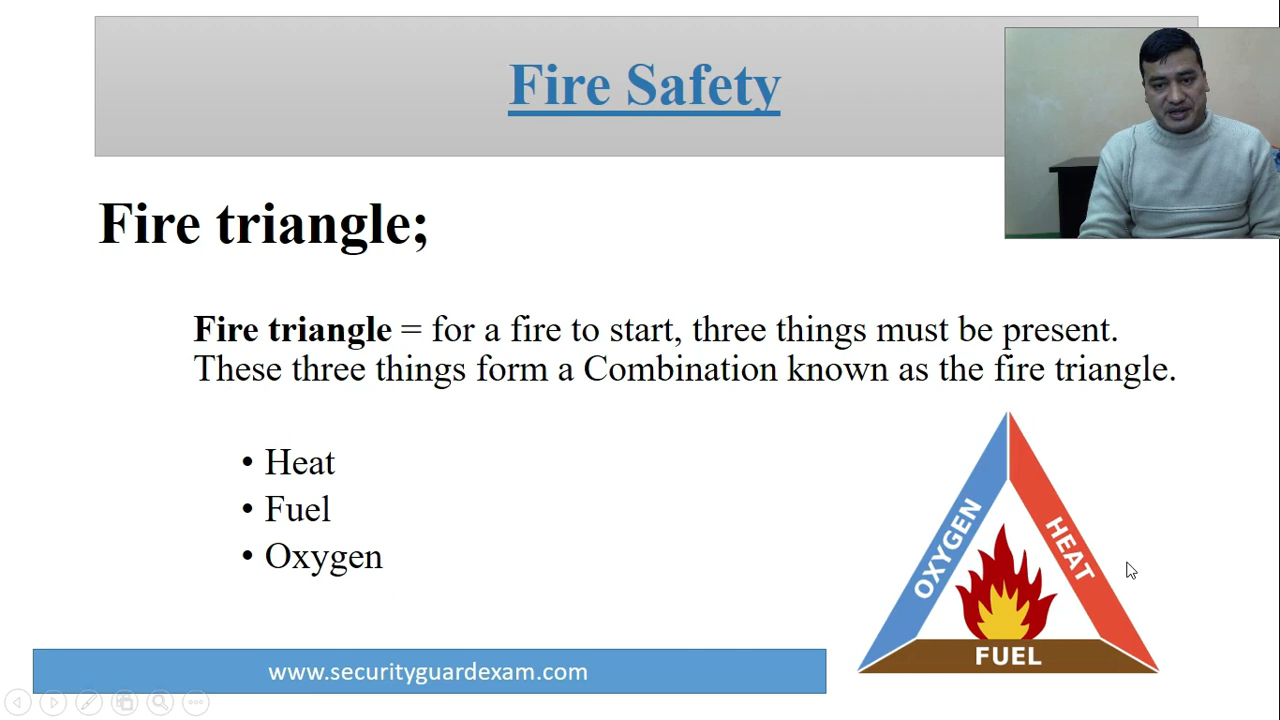 Fire Safety
Fire triangle;
Fire triangle = for a fire to start, three things must be present.
These three things form a Combination known as the fire triangle.
• Heat
• Fuel
• Oxygen
OXYGEN
HEAT
FUEL
www.securityguardexam.com